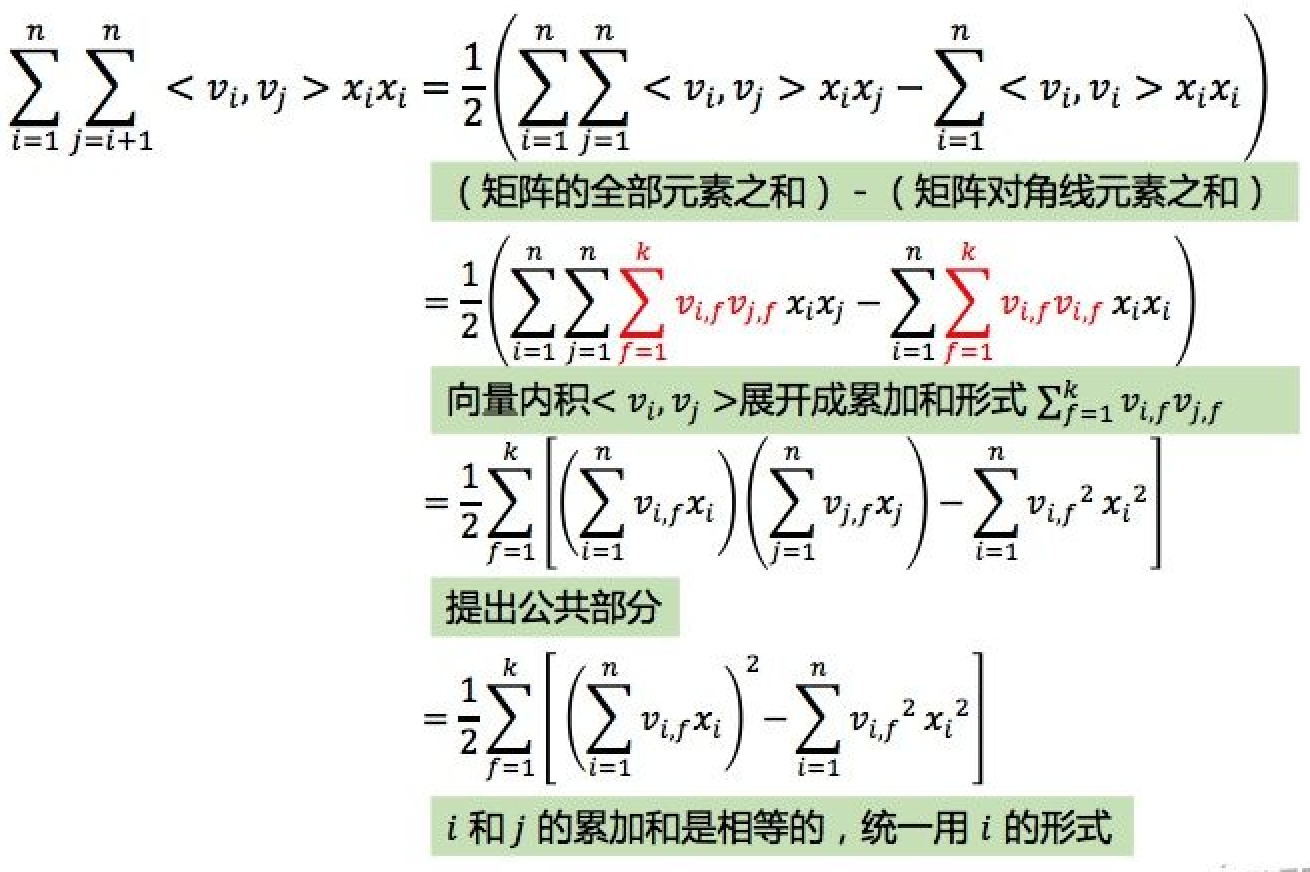 $\sum_{i=1}^{n}\sum_{j=i+1}^{n} <v_i, v_j> x_i x_i = \frac{1}{2}\left(\sum_{i=1}^{n}\sum_{j=1}^{n} <v_i, v_j> x_i x_j - \sum_{i=1}^{n} <v_i, v_i> x_i x_i\right)$
（矩阵的全部元素之和）-（矩阵对角线元素之和）
$= \frac{1}{2}\left(\sum_{i=1}^{n}\sum_{j=1}^{n}\sum_{f=1}^{k} v_{i,f} v_{j,f} x_i x_j - \sum_{i=1}^{n}\sum_{f=1}^{k} v_{i,f} v_{i,f} x_i x_i\right)$
向量内积$< v_i, v_j >$展开成累加和形式 $\sum_{f=1}^{k} v_{i,f} v_{j,f}$
$= \frac{1}{2}\sum_{f=1}^{k}\left[\left(\sum_{i=1}^{n} v_{i,f} x_i\right)\left(\sum_{j=1}^{n} v_{j,f} x_j\right) - \sum_{i=1}^{n} {v_{i,f}}^2 {x_i}^2\right]$
提出公共部分
$= \frac{1}{2}\sum_{f=1}^{k}\left[\left(\sum_{i=1}^{n} v_{i,f} x_i\right)^2 - \sum_{i=1}^{n} {v_{i,f}}^2 {x_i}^2\right]$
$i$ 和 $j$ 的累加和是相等的，统一用 $i$ 的形式